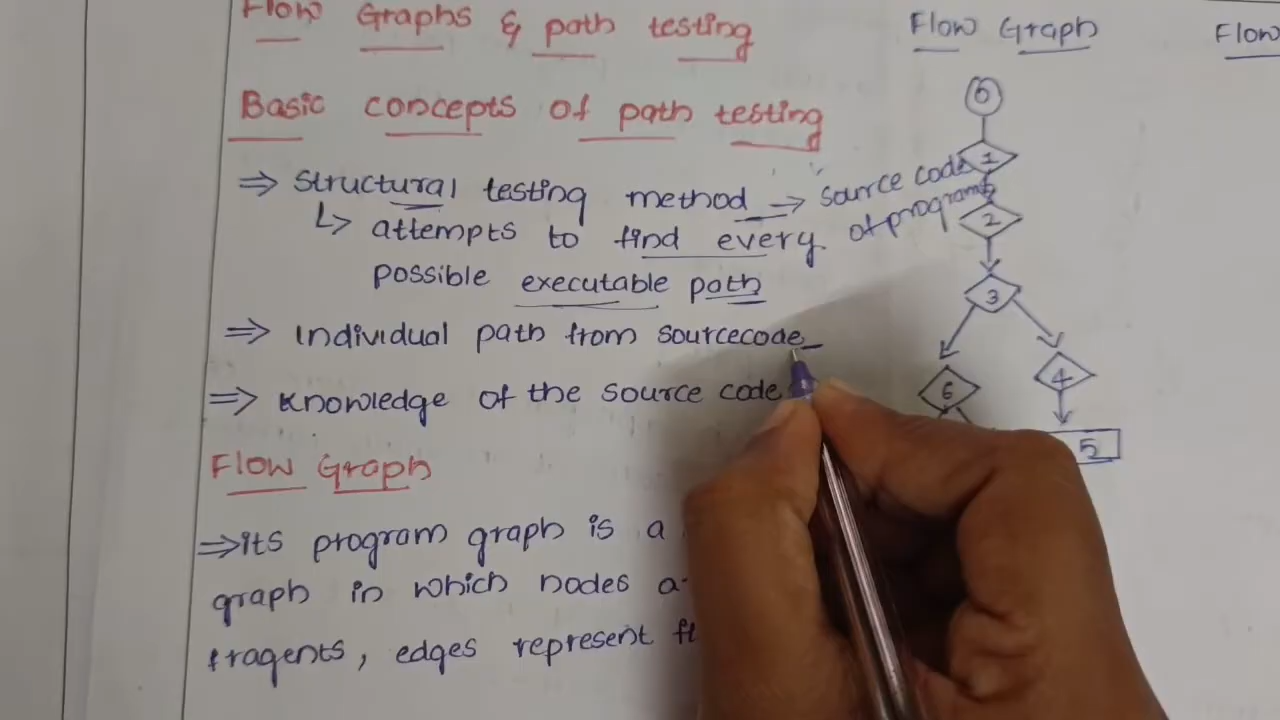 Flow Graphs & path testing
Basic concepts of path testing
⇒ Structural testing method → source code
of program
↳ attempts to find every
possible executable path
⇒ Individual path from sourcecode
⇒ Knowledge of the source code
Flow Graph
⇒ its program graph is a
graph in which nodes
fragents, edges represent
Flow Graph
6
1
2
3
6
4
5
Flow